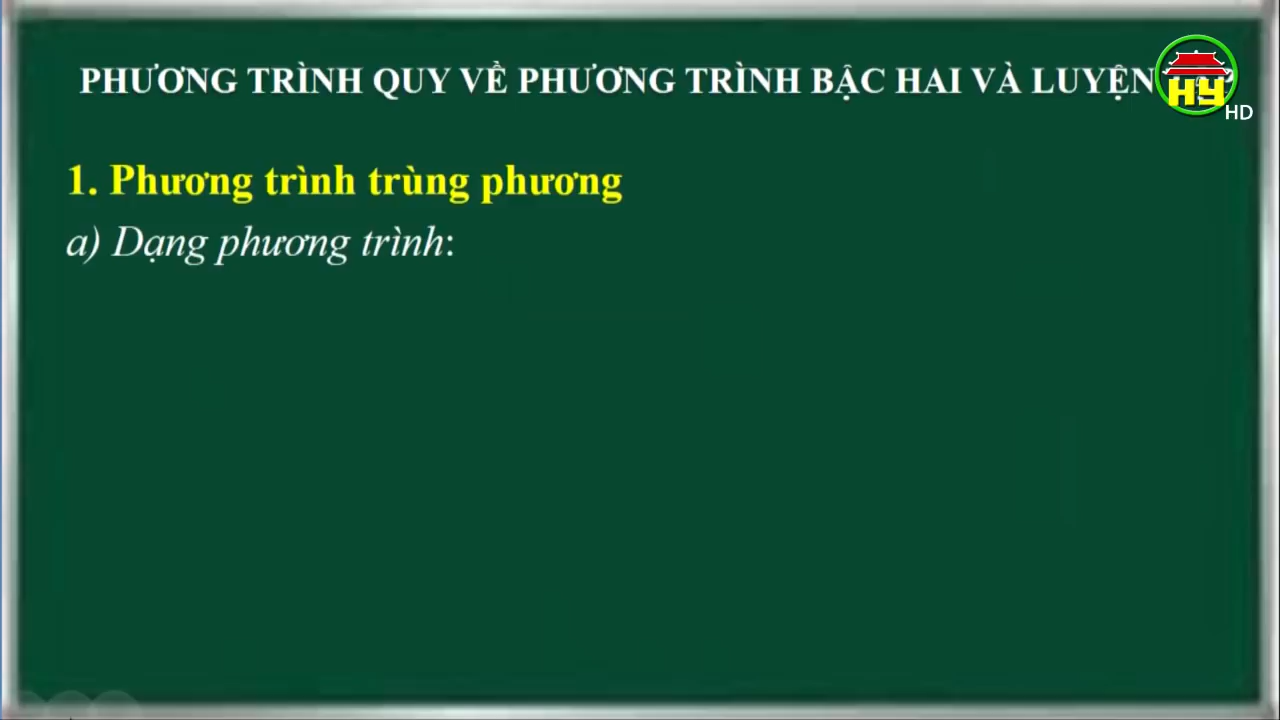 PHƯƠNG TRÌNH QUY VỀ PHƯƠNG TRÌNH BẬC HAI VÀ LUYỆN
HY
HD
1. Phương trình trùng phương
a) Dạng phương trình: